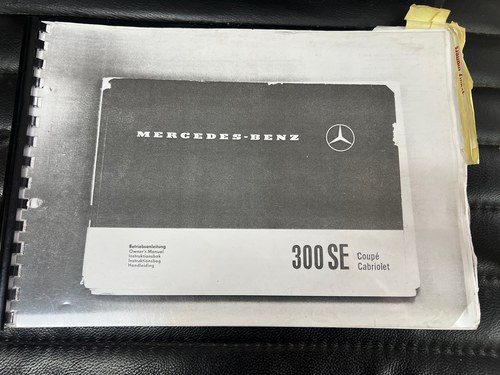 MERCEDES-BENZ
Betriebsanleitung
Owner's Manual
Instruktionsbok
Instruktionsbog
Handleiding
300 SE
Coupé
Cabriolet